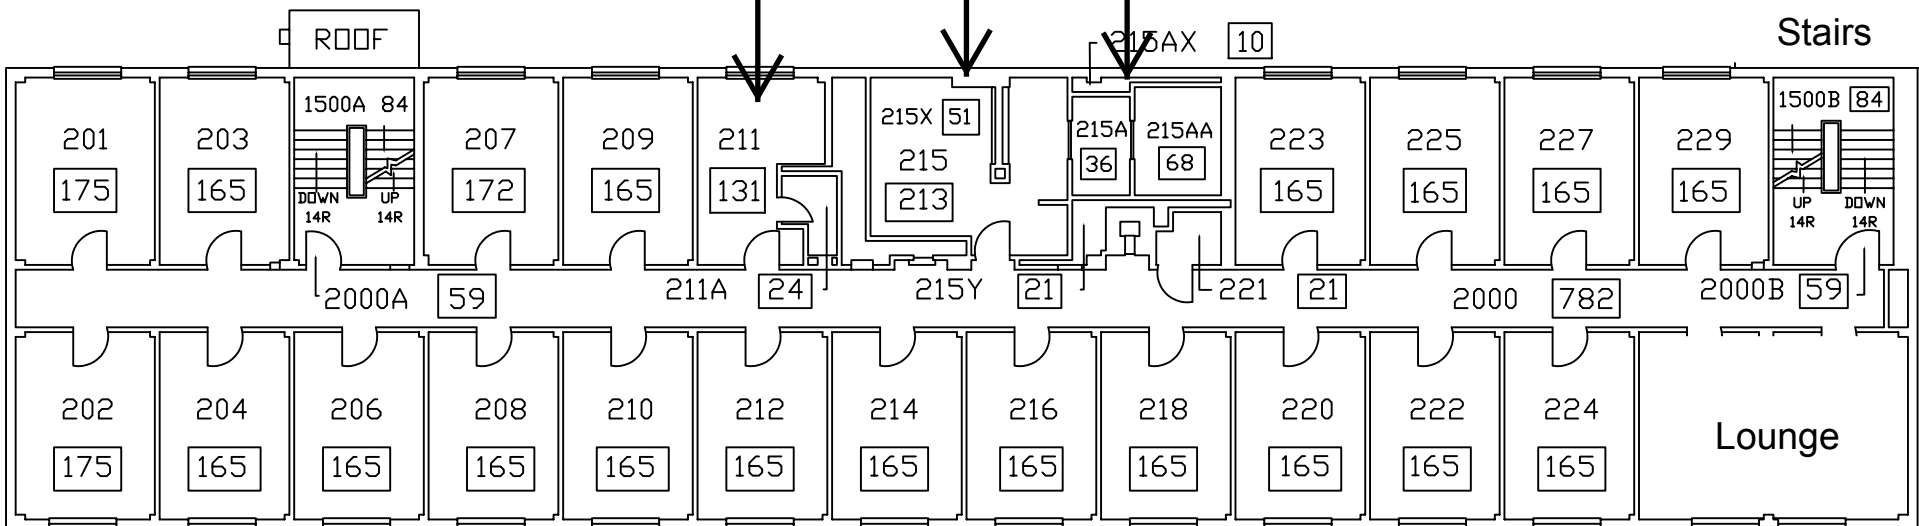 Stairs
ROOF
215AX 10
1500A 84
1500B 84
215X 51
201
203
207
209
211
215
215A
215AA
223
225
227
229
175
165
172
165
131
213
36
68
165
165
165
165
DOWN
14R
UP
14R
UP
14R
DOWN
14R
2000A 59
211A 24
215Y 21
221 21
2000 782
2000B 59
202
204
206
208
210
212
214
216
218
220
222
224
Lounge
175
165
165
165
165
165
165
165
165
165
165
165